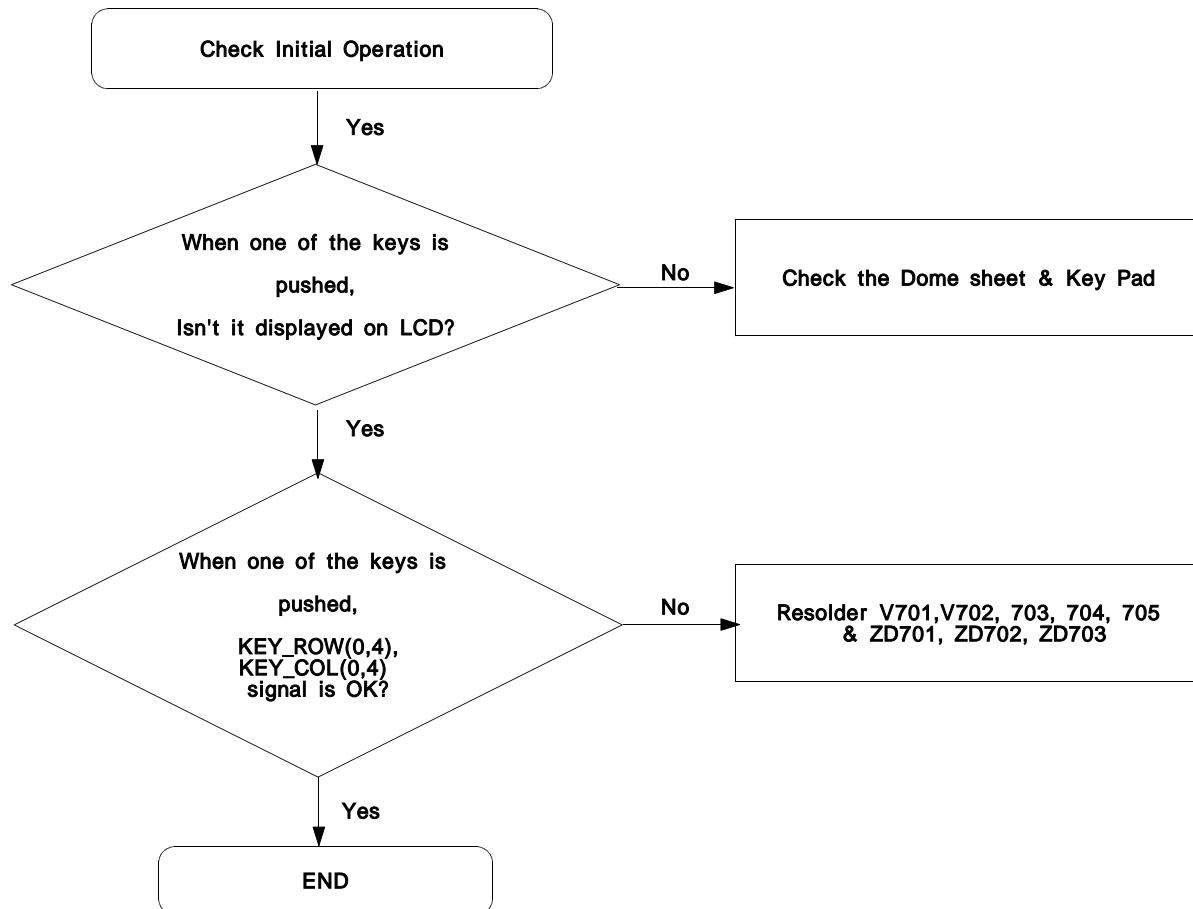 Check Initial Operation
Yes
When one of the keys is
pushed,
Isn't it displayed on LCD?
No
Check the Dome sheet & Key Pad
Yes
When one of the keys is
pushed,
KEY_ROW(0,4),
KEY_COL(0,4)
signal is OK?
No
Resolder V701,V702, 703, 704, 705
& ZD701, ZD702, ZD703
Yes
END